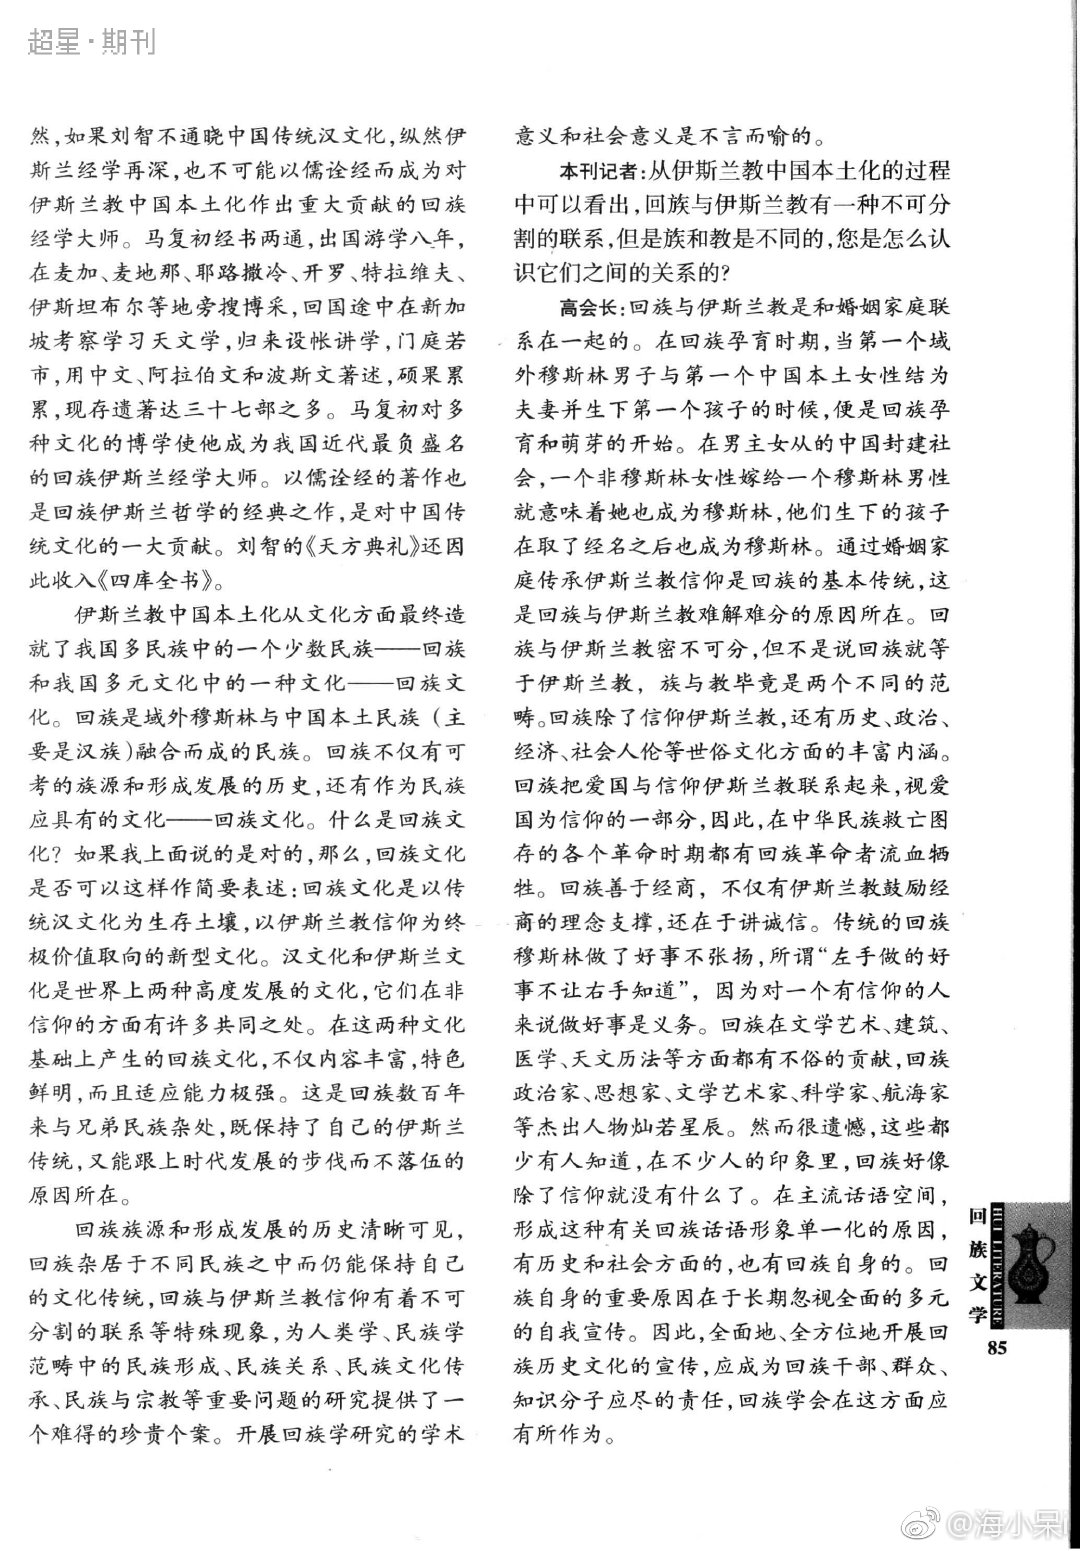 超星·期刊
然,如果刘智不通晓中国传统汉文化,纵然伊
斯兰经学再深,也不可能以儒诠经而成为对
伊斯兰教中国本土化作出重大贡献的回族
经学大师。马复初经书两通,出国游学八年,
在麦加、麦地那、耶路撒冷、开罗、特拉维夫、
伊斯坦布尔等地旁搜博采,回国途中在新加
坡考察学习天文学,归来设帐讲学,门庭若
市,用中文、阿拉伯文和波斯文著述,硕果累
累,现存遗著达三十七部之多。马复初对多
种文化的博学使他成为我国近代最负盛名
的回族伊斯兰经学大师。以儒诠经的著作也
是回族伊斯兰哲学的经典之作,是对中国传
统文化的一大贡献。刘智的《天方典礼》还因
此收入《四库全书》。
伊斯兰教中国本土化从文化方面最终造
就了我国多民族中的一个少数民族——回族
和我国多元文化中的一种文化——回族文
化。回族是域外穆斯林与中国本土民族(主
要是汉族)融合而成的民族。回族不仅有可
考的族源和形成发展的历史,还有作为民族
应具有的文化——回族文化。什么是回族文
化?如果我上面说的是对的,那么,回族文化
是否可以这样作简要表述:回族文化是以传
统汉文化为生存土壤,以伊斯兰教信仰为终
极价值取向的新型文化。汉文化和伊斯兰文
化是世界上两种高度发展的文化,它们在非
信仰的方面有许多共同之处。在这两种文化
基础上产生的回族文化,不仅内容丰富,特色
鲜明,而且适应能力极强。这是回族数百年
来与兄弟民族杂处,既保持了自己的伊斯兰
传统,又能跟上时代发展的步伐而不落伍的
原因所在。
回族族源和形成发展的历史清晰可见,
回族杂居于不同民族之中而仍能保持自己
的文化传统,回族与伊斯兰教信仰有着不可
分割的联系等特殊现象,为人类学、民族学
范畴中的民族形成、民族关系、民族文化传
承、民族与宗教等重要问题的研究提供了一
个难得的珍贵个案。开展回族学研究的学术
意义和社会意义是不言而喻的。
本刊记者:从伊斯兰教中国本土化的过程
中可以看出,回族与伊斯兰教有一种不可分
割的联系,但是族和教是不同的,您是怎么认
识它们之间的关系的?
高会长:回族与伊斯兰教是和婚姻家庭联
系在一起的。在回族孕育时期,当第一个域
外穆斯林男子与第一个中国本土女性结为
夫妻并生下第一个孩子的时候,便是回族孕
育和萌芽的开始。在男主女从的中国封建社
会,一个非穆斯林女性嫁给一个穆斯林男性
就意味着她也成为穆斯林,他们生下的孩子
在取了经名之后也成为穆斯林。通过婚姻家
庭传承伊斯兰教信仰是回族的基本传统,这
是回族与伊斯兰教难解难分的原因所在。回
族与伊斯兰教密不可分,但不是说回族就等
于伊斯兰教,族与教毕竟是两个不同的范
畴。回族除了信仰伊斯兰教,还有历史、政治、
经济、社会人伦等世俗文化方面的丰富内涵。
回族把爱国与信仰伊斯兰教联系起来,视爱
国为信仰的一部分,因此,在中华民族救亡图
存的各个革命时期都有回族革命者流血牺
牲。回族善于经商,不仅有伊斯兰教鼓励经
商的理念支撑,还在于讲诚信。传统的回族
穆斯林做了好事不张扬,所谓“左手做的好
事不让右手知道”,因为对一个有信仰的人
来说做好事是义务。回族在文学艺术、建筑、
医学、天文历法等方面都有不俗的贡献,回族
政治家、思想家、文学艺术家、科学家、航海家
等杰出人物灿若星辰。然而很遗憾,这些都
少有人知道,在不少人的印象里,回族好像
除了信仰就没有什么了。在主流话语空间,
形成这种有关回族话语形象单一化的原因,
有历史和社会方面的,也有回族自身的。回
族自身的重要原因在于长期忽视全面的多元
的自我宣传。因此,全面地、全方位地开展回
族历史文化的宣传,应成为回族干部、群众、
知识分子应尽的责任,回族学会在这方面应
有所作为。
回族文学
HUI LITERATURE
85
@海小呆